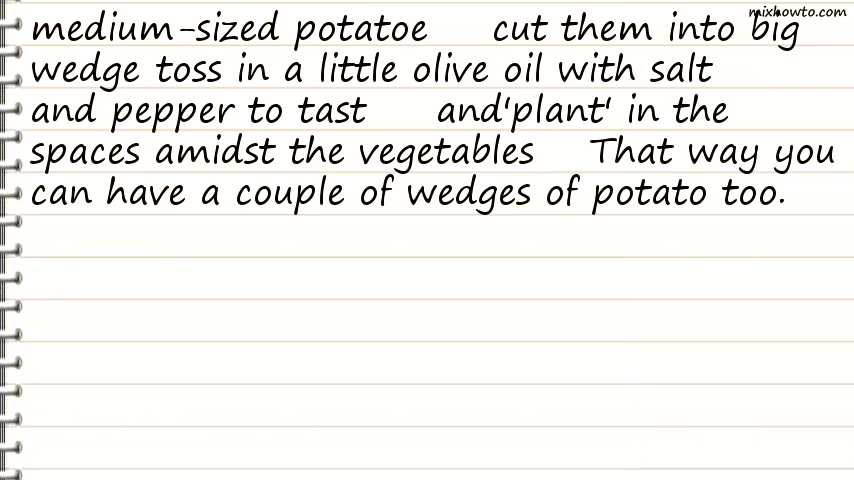 mixhowto.com
medium-sized potatoe cut them into big
wedge toss in a little olive oil with salt
and pepper to tast and'plant' in the
spaces amidst the vegetables That way you
can have a couple of wedges of potato too.